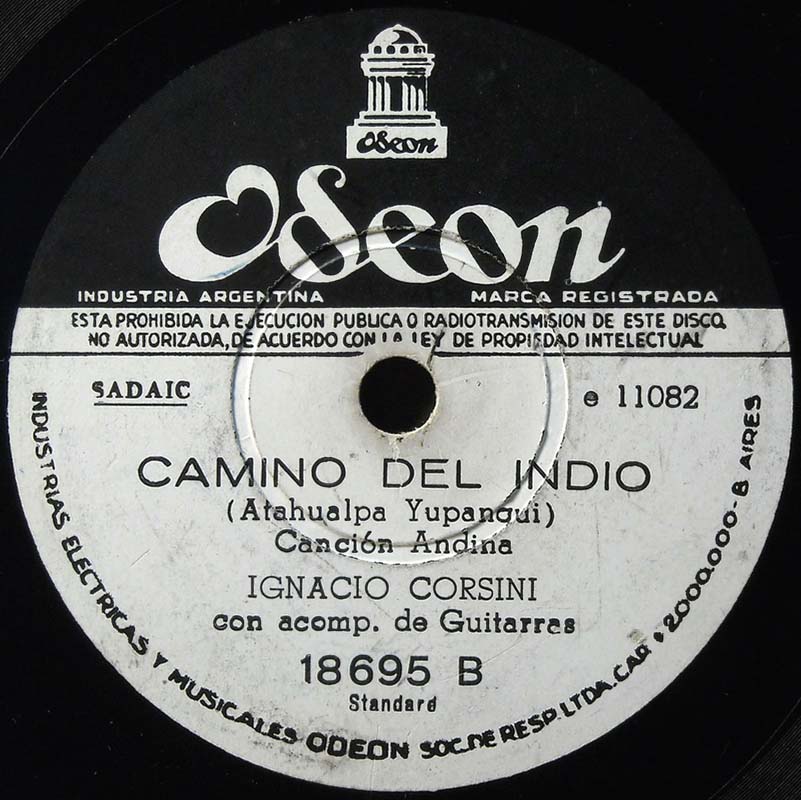 Odeon
Odeon
INDUSTRIA ARGENTINA MARCA REGISTRADA
ESTA PROHIBIDA LA EJECUCION PUBLICA O RADIOTRANSMISION DE ESTE DISCO,
NO AUTORIZADA, DE ACUERDO CON LA LEY DE PROPIEDAD INTELECTUAL
SADAIC e 11082
CAMINO DEL INDIO
(Atahualpa Yupanqui)
Canción Andina
IGNACIO CORSINI
con acomp. de Guitarras
18695 B
Standard
INDUSTRIAS ELECTRICAS Y MUSICALES ODEON SOC. DE RESP. LTDA. CAP. $ 2.000.000-B AIRES